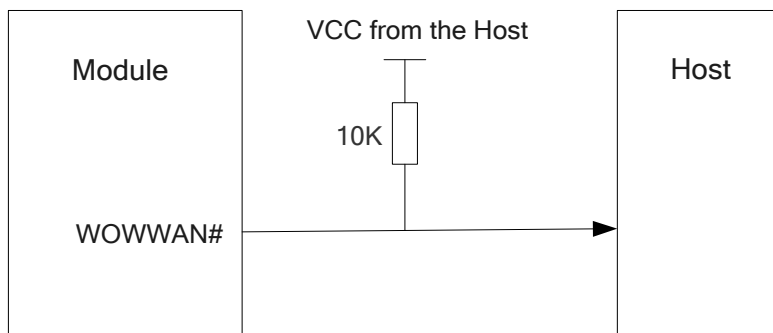 VCC from the Host
Module
Host
10K
WOWWAN#